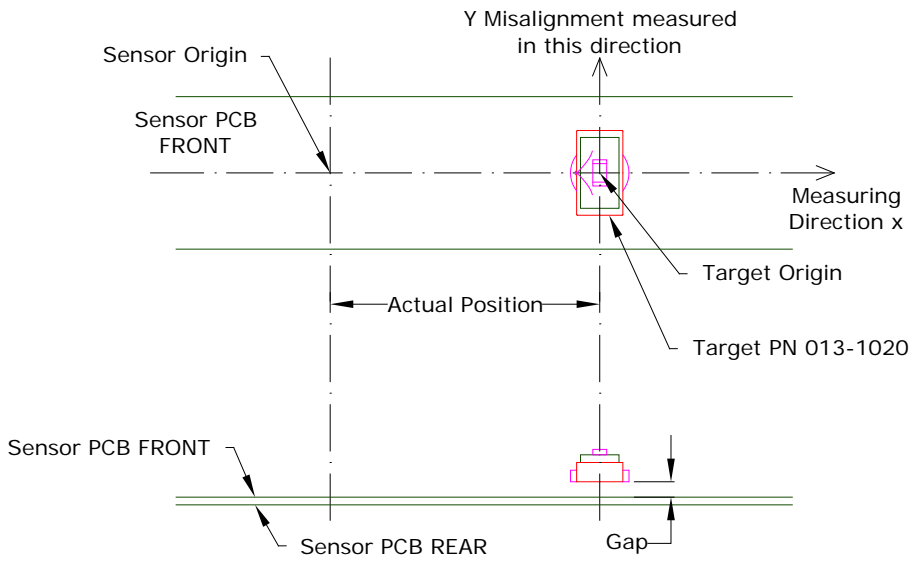 Y Misalignment measured
in this direction
Sensor Origin
Sensor PCB
FRONT
Measuring
Direction x
Target Origin
Actual Position
Target PN 013-1020
Sensor PCB FRONT
Sensor PCB REAR
Gap